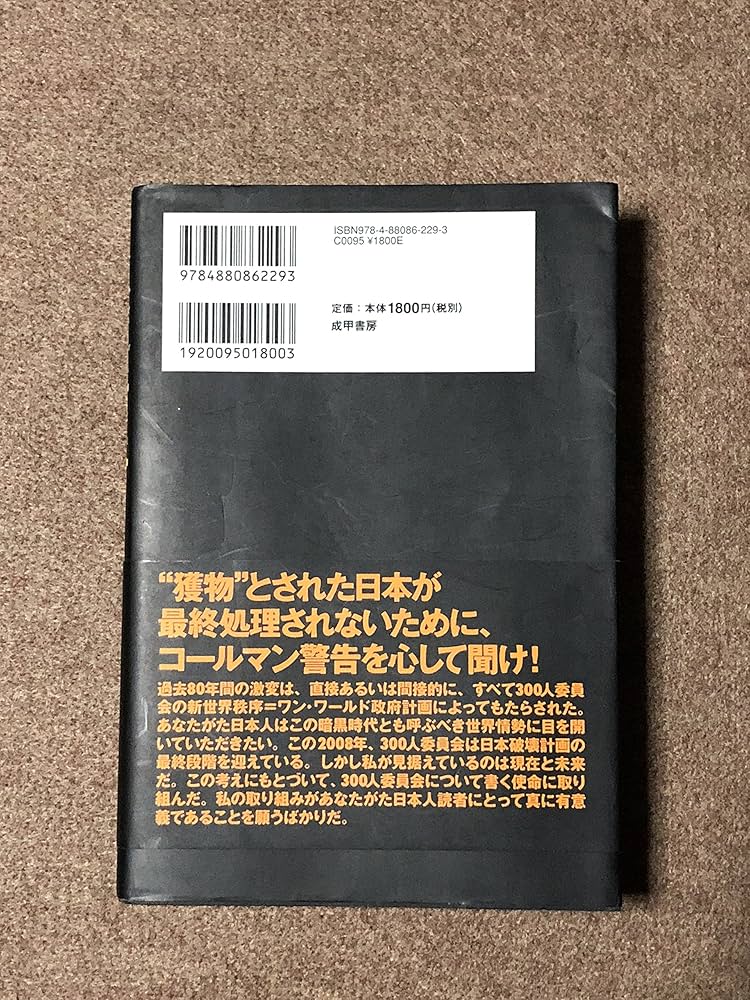 ISBN978-4-88086-229-3
C0095 ¥1800E
9784880862293
定価：本体1800円（税別）
成甲書房
1920095018003
“獲物”とされた日本が
最終処理されないために、
コールマン警告を心して聞け！
過去80年間の激変は、直接あるいは間接的に、すべて300人委員
会の新世界秩序＝ワン・ワールド政府計画によってもたらされた。
あなたがた日本人はこの暗黒時代とも呼ぶべき世界情勢に目を開
いていただきたい。この2008年、300人委員会は日本破壊計画の
最終段階を迎えている。しかし私が見据えているのは現在と未来
だ。この考えにもとづいて、300人委員会について書く使命に取り
組んだ。私の取り組みがあなたがた日本人読者にとって真に有意
義であることを願うばかりだ。